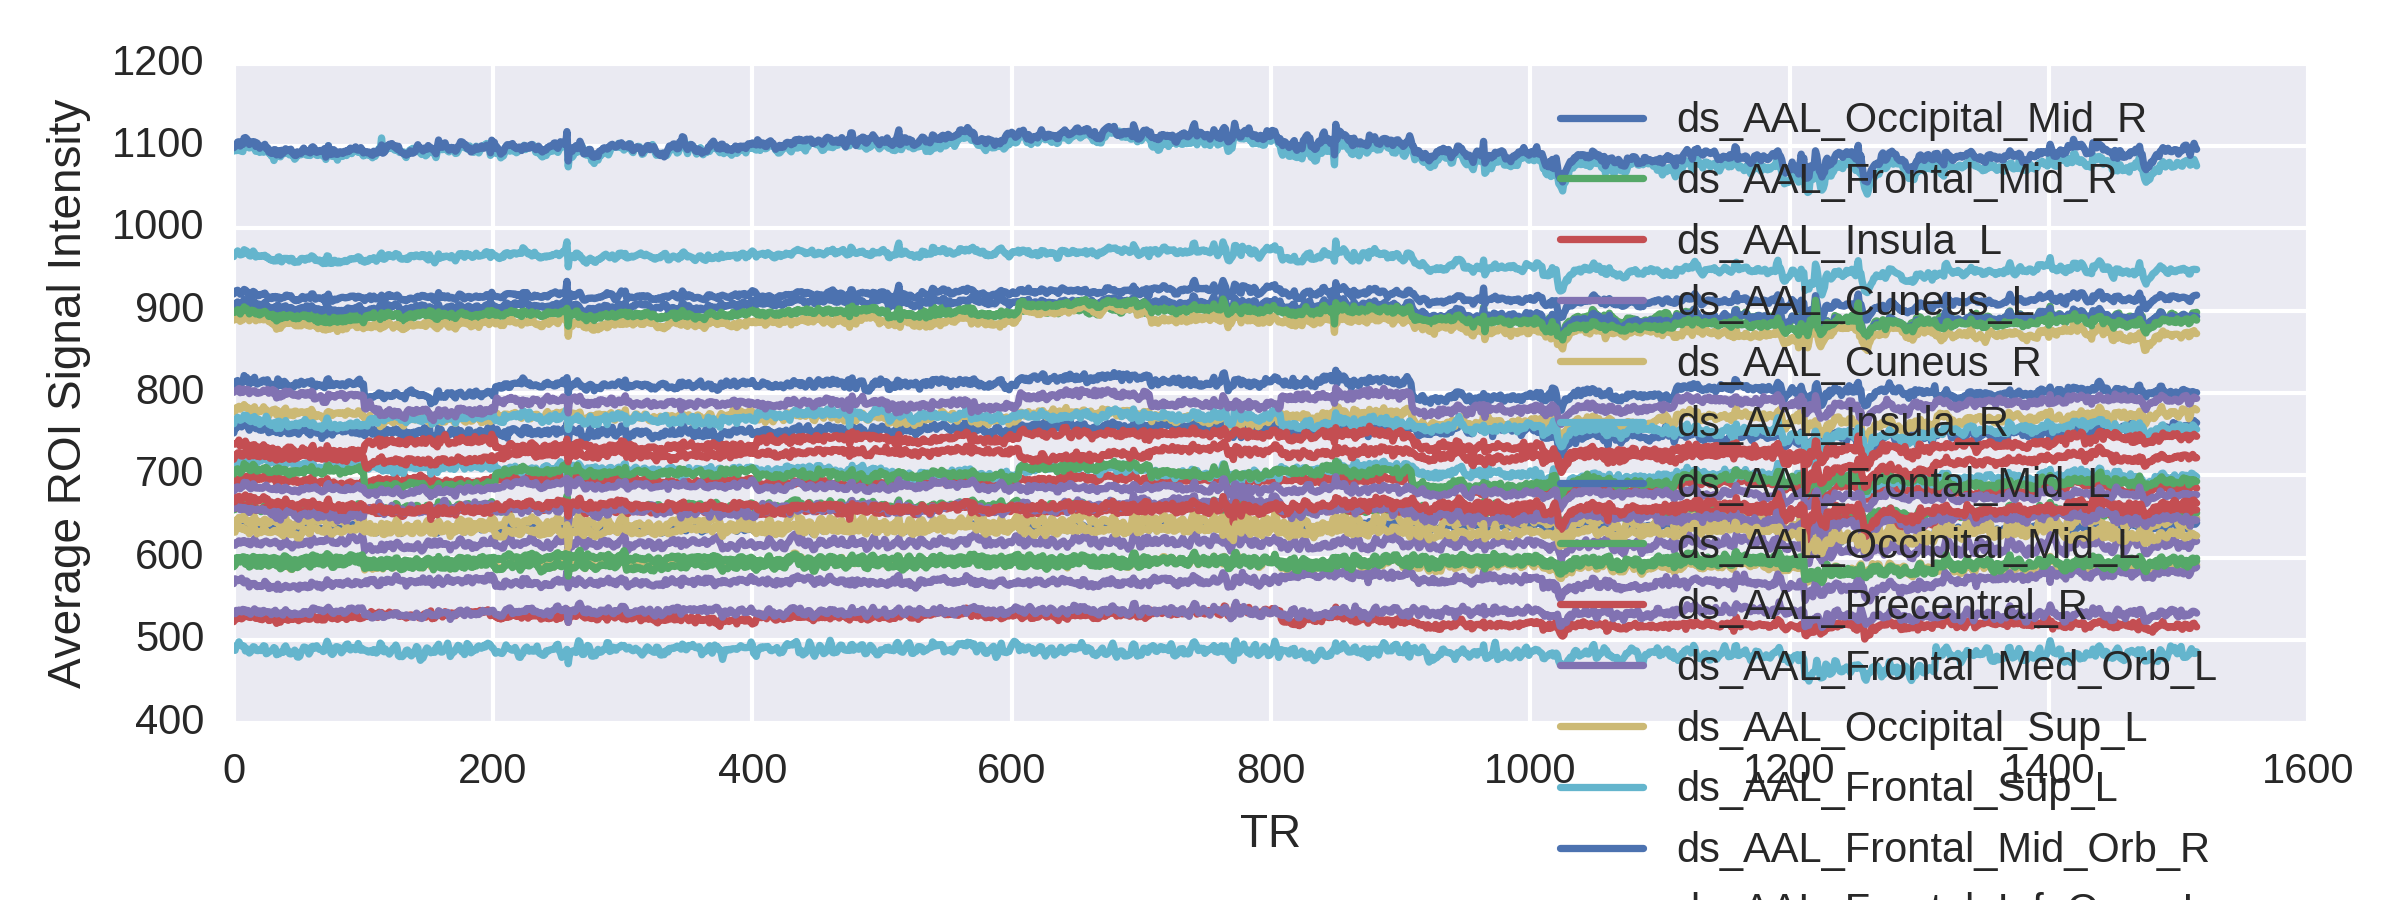 Average ROI Signal Intensity
1200
1100
1000
900
800
700
600
500
400
0 200 400 600 800 1000 1200 1400 1600
TR
ds_AAL_Occipital_Mid_R
ds_AAL_Frontal_Mid_R
ds_AAL_Insula_L
ds_AAL_Cuneus_L
ds_AAL_Cuneus_R
ds_AAL_Insula_R
ds_AAL_Frontal_Mid_L
ds_AAL_Occipital_Mid_L
ds_AAL_Precentral_R
ds_AAL_Frontal_Med_Orb_L
ds_AAL_Occipital_Sup_L
ds_AAL_Frontal_Sup_L
ds_AAL_Frontal_Mid_Orb_R